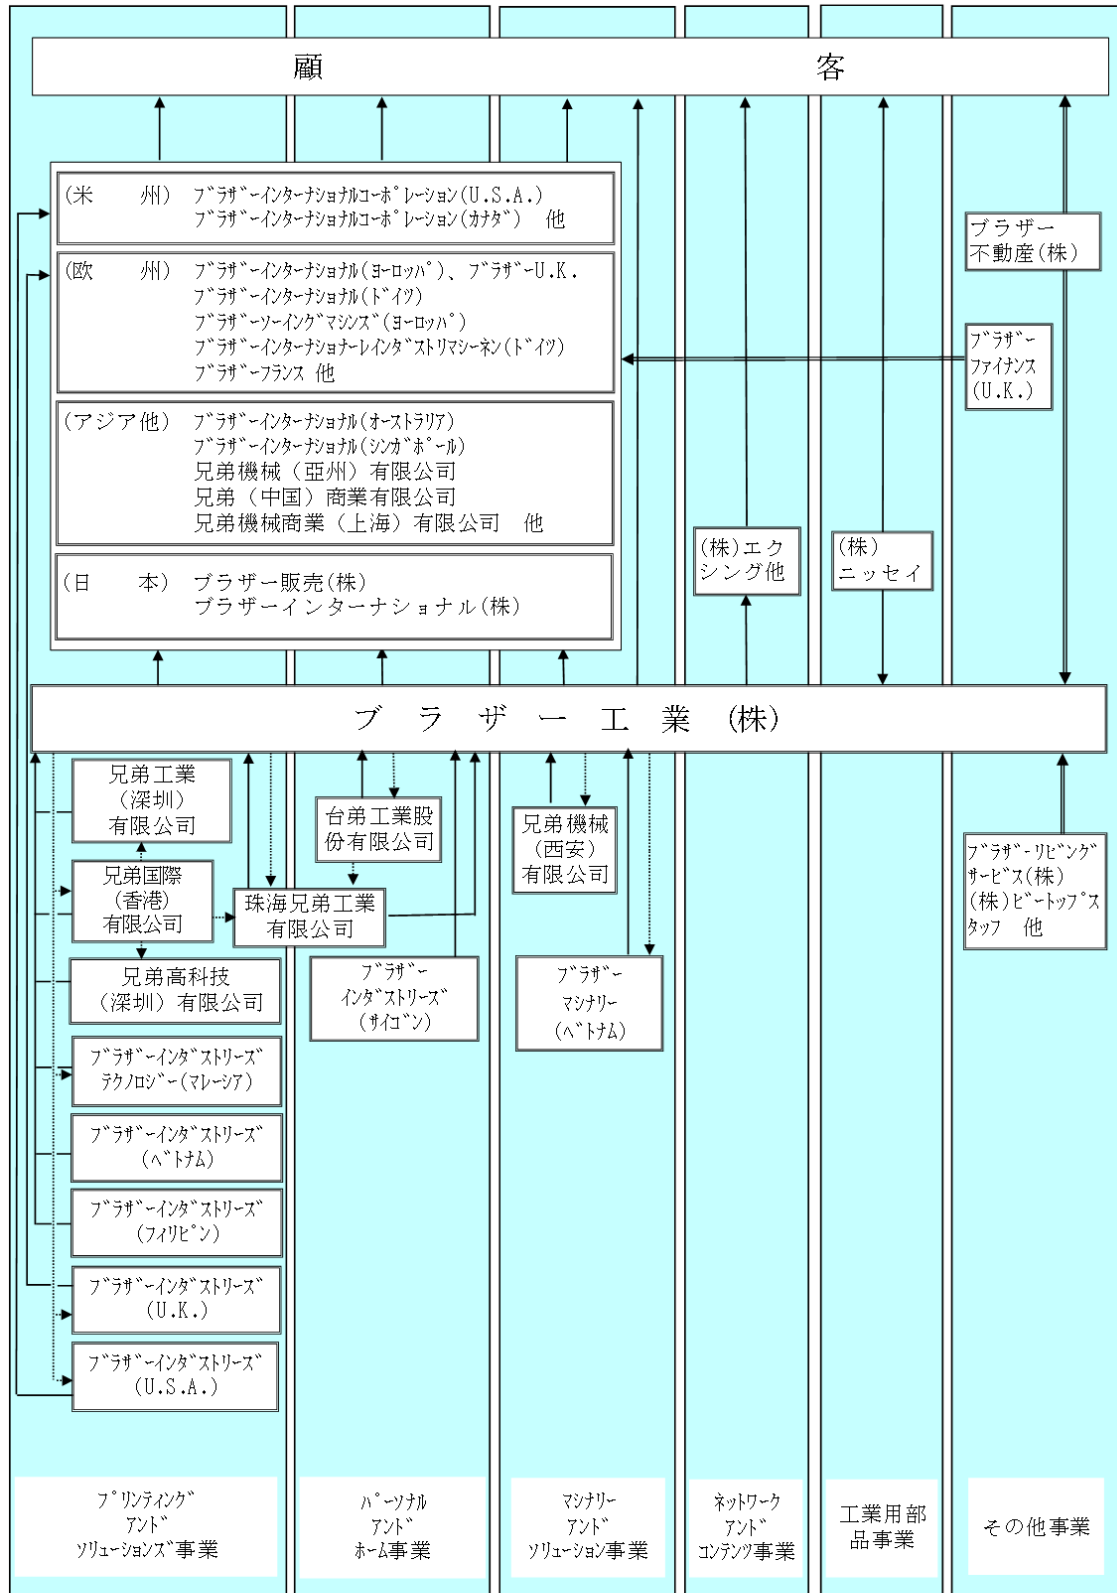 顧客
(米　州)　ﾌﾞﾗｻﾞｰｲﾝﾀｰﾅｼｮﾅﾙｺｰﾎﾟﾚｰｼｮﾝ(U.S.A.)
ﾌﾞﾗｻﾞｰｲﾝﾀｰﾅｼｮﾅﾙｺｰﾎﾟﾚｰｼｮﾝ(ｶﾅﾀﾞ)　他
(欧　州)　ﾌﾞﾗｻﾞｰｲﾝﾀｰﾅｼｮﾅﾙ(ﾖｰﾛｯﾊﾟ)、ﾌﾞﾗｻﾞｰU.K.
ﾌﾞﾗｻﾞｰｲﾝﾀｰﾅｼｮﾅﾙ(ﾄﾞｲﾂ)
ﾌﾞﾗｻﾞｰｿｰｲﾝｸﾞﾏｼﾝｽﾞ(ﾖｰﾛｯﾊﾟ)
ﾌﾞﾗｻﾞｰｲﾝﾀｰﾅｼｮﾅｰﾚｲﾝﾀﾞｽﾄﾘﾏｼｰﾈﾝ(ﾄﾞｲﾂ)
ﾌﾞﾗｻﾞｰﾌﾗﾝｽ 他
(アジア他)　ﾌﾞﾗｻﾞｰｲﾝﾀｰﾅｼｮﾅﾙ(ｵｰｽﾄﾗﾘｱ)
ﾌﾞﾗｻﾞｰｲﾝﾀｰﾅｼｮﾅﾙ(ｼﾝｶﾞﾎﾟｰﾙ)
兄弟機械（亞州）有限公司
兄弟（中国）商業有限公司
兄弟機械商業（上海）有限公司　他
(日　本)　ブラザー販売(株)
ブラザーインターナショナル(株)
(株)エク
シング他
(株)
ニッセイ
ブラザー
不動産(株)
ﾌﾞﾗｻﾞｰ
ﾌｧｲﾅﾝｽ
(U.K.)
ブラザー工業(株)
兄弟工業
（深圳）
有限公司
兄弟国際
(香港)
有限公司
兄弟高科技
（深圳）有限公司
ﾌﾞﾗｻﾞｰｲﾝﾀﾞｽﾄﾘｰｽﾞ
ﾃｸﾉﾛｼﾞｰ(ﾏﾚｰｼｱ)
ﾌﾞﾗｻﾞｰｲﾝﾀﾞｽﾄﾘｰｽﾞ
(ﾍﾞﾄﾅﾑ)
ﾌﾞﾗｻﾞｰｲﾝﾀﾞｽﾄﾘｰｽﾞ
(ﾌｨﾘﾋﾟﾝ)
ﾌﾞﾗｻﾞｰｲﾝﾀﾞｽﾄﾘｰｽﾞ
(U.K.)
ﾌﾞﾗｻﾞｰｲﾝﾀﾞｽﾄﾘｰｽﾞ
(U.S.A.)
珠海兄弟工業
有限公司
台弟工業股
份有限公司
ﾌﾞﾗｻﾞｰ
ｲﾝﾀﾞｽﾄﾘｰｽﾞ
(ｻｲｺﾞﾝ)
兄弟機械
(西安)
有限公司
ﾌﾞﾗｻﾞｰ
ﾏｼﾅﾘｰ
(ﾍﾞﾄﾅﾑ)
ﾌﾞﾗｻﾞｰﾘﾋﾞﾝｸﾞ
ｻｰﾋﾞｽ(株)
(株)ﾋﾞｰﾄｯﾌﾟｽ
ﾀｯﾌ　他
ﾌﾟﾘﾝﾃｨﾝｸﾞ
ｱﾝﾄﾞ
ｿﾘｭｰｼｮﾝｽﾞ事業
ﾊﾟｰｿﾅﾙ
ｱﾝﾄﾞ
ﾎｰﾑ事業
ﾏｼﾅﾘｰ
ｱﾝﾄﾞ
ｿﾘｭｰｼｮﾝ事業
ﾈｯﾄﾜｰｸ
ｱﾝﾄﾞ
ｺﾝﾃﾝﾂ事業
工業用部
品事業
その他事業